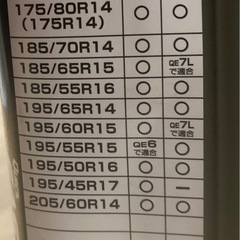 175/80R14 ○ ○
(175R14)
185/70R14 ○ ○
185/65R15 ○ QE7L
で適合
185/55R16 ○ ○
195/65R14 ○ ○
195/60R15 ○ QE7L
で適合
195/55R15 QE6 ○ ○
で適合
195/50R16 ○ ○
195/45R17 ○ ー
205/60R14 ○ ○